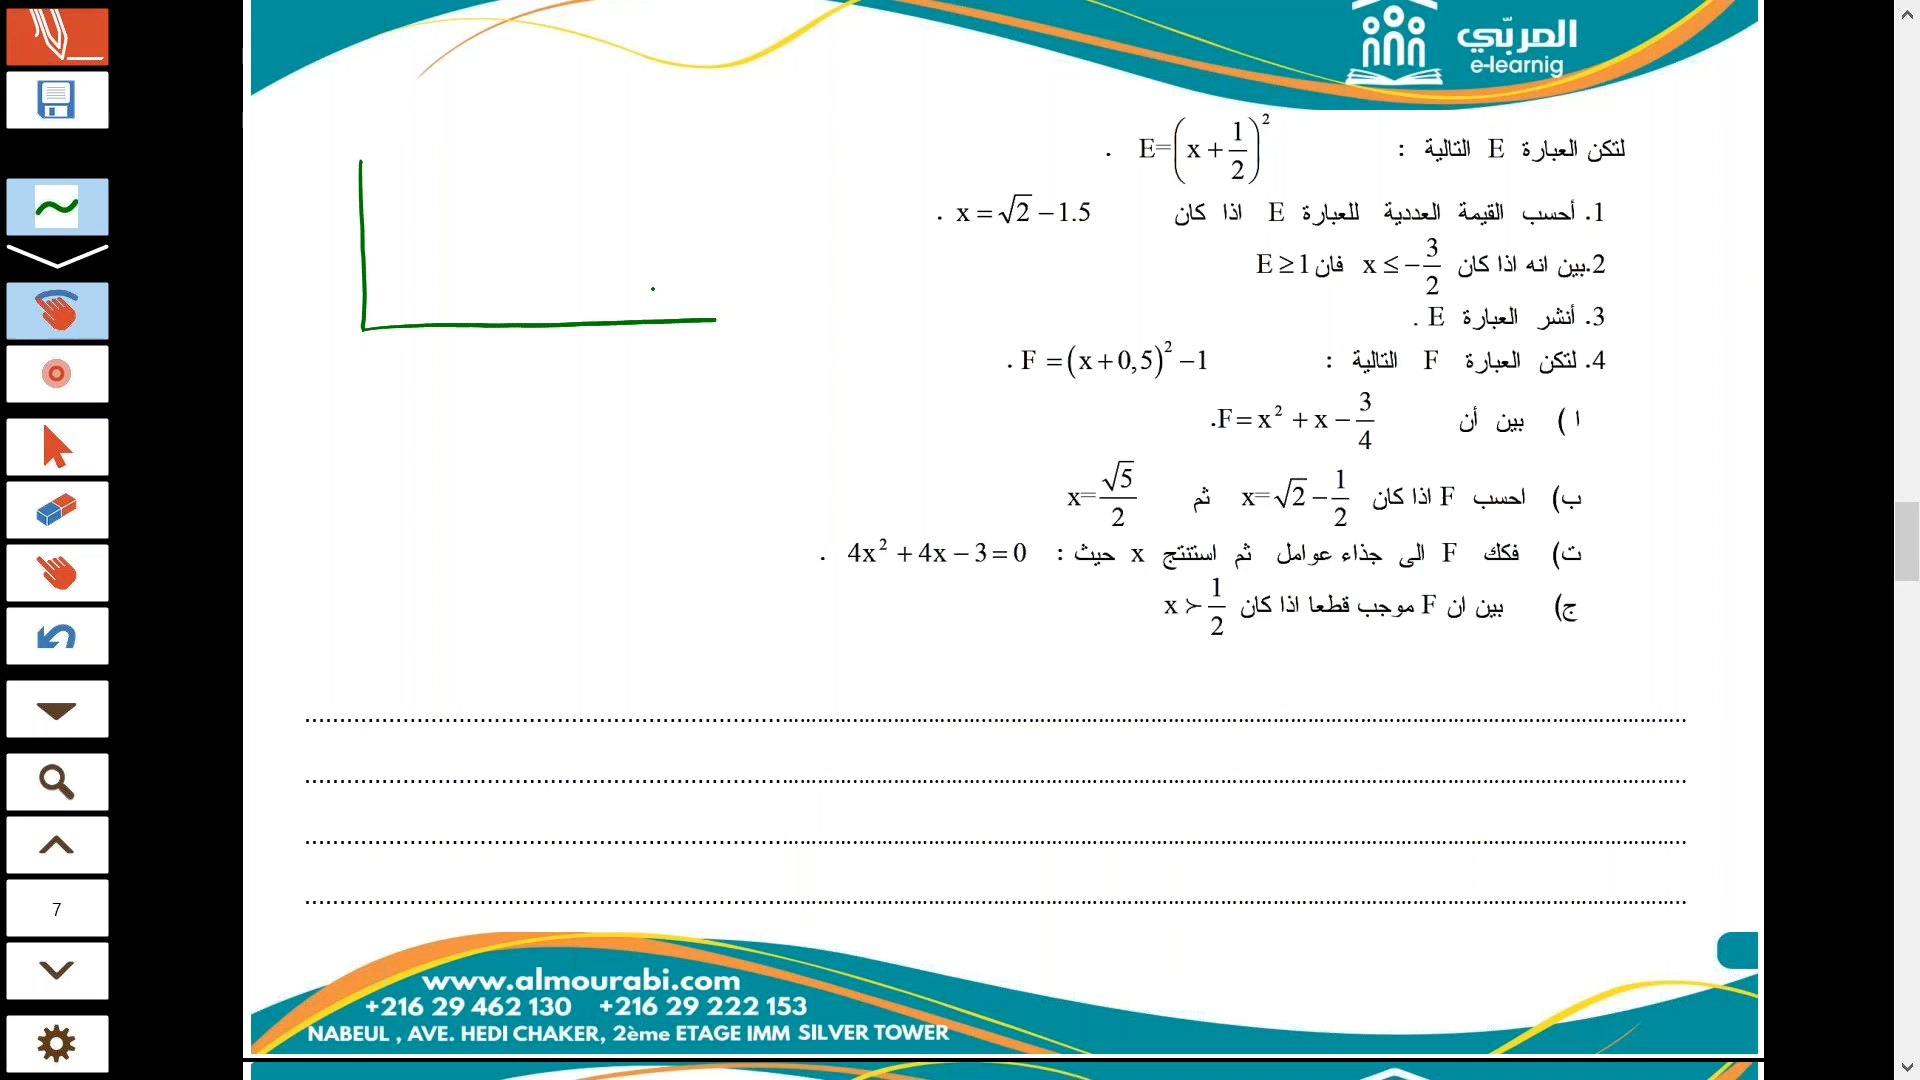 العربّي
e-learnig
لتكن العبارة E التالية : E=(x + 1/2)² .
1. أحسب القيمة العددية للعبارة E اذا كان x = √2 − 1.5 .
2.بين انه اذا كان x ≤ − 3/2 فان E ≥ 1
3. أنشر العبارة E .
4. لتكن العبارة F التالية : F = (x + 0,5)² − 1 .
ا ) بين أن F = x² + x − 3/4 .
ب) احسب F اذا كان x= √2 − 1/2 ثم x= √5/2
ت) فكك F الى جذاء عوامل ثم استنتج x حيث : 4x² + 4x − 3 = 0 .
ج) بين ان F موجب قطعا اذا كان x ≻ 1/2
www.almourabi.com
+216 29 462 130 +216 29 222 153
NABEUL , AVE. HEDI CHAKER, 2ème ETAGE IMM SILVER TOWER
7